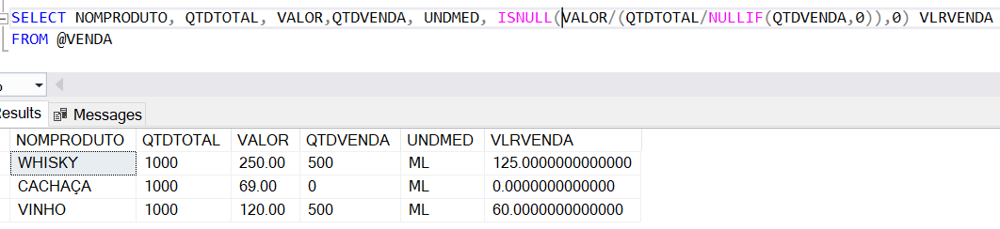 SELECT NOMPRODUTO, QTDTOTAL, VALOR,QTDVENDA, UNDMED, ISNULL(VALOR/(QTDTOTAL/NULLIF(QTDVENDA,0)),0) VLRVENDA
FROM @VENDA
Results Messages
NOMPRODUTO QTDTOTAL VALOR QTDVENDA UNDMED VLRVENDA
WHISKY 1000 250.00 500 ML 125.0000000000000
CACHAÇA 1000 69.00 0 ML 0.0000000000000
VINHO 1000 120.00 500 ML 60.0000000000000